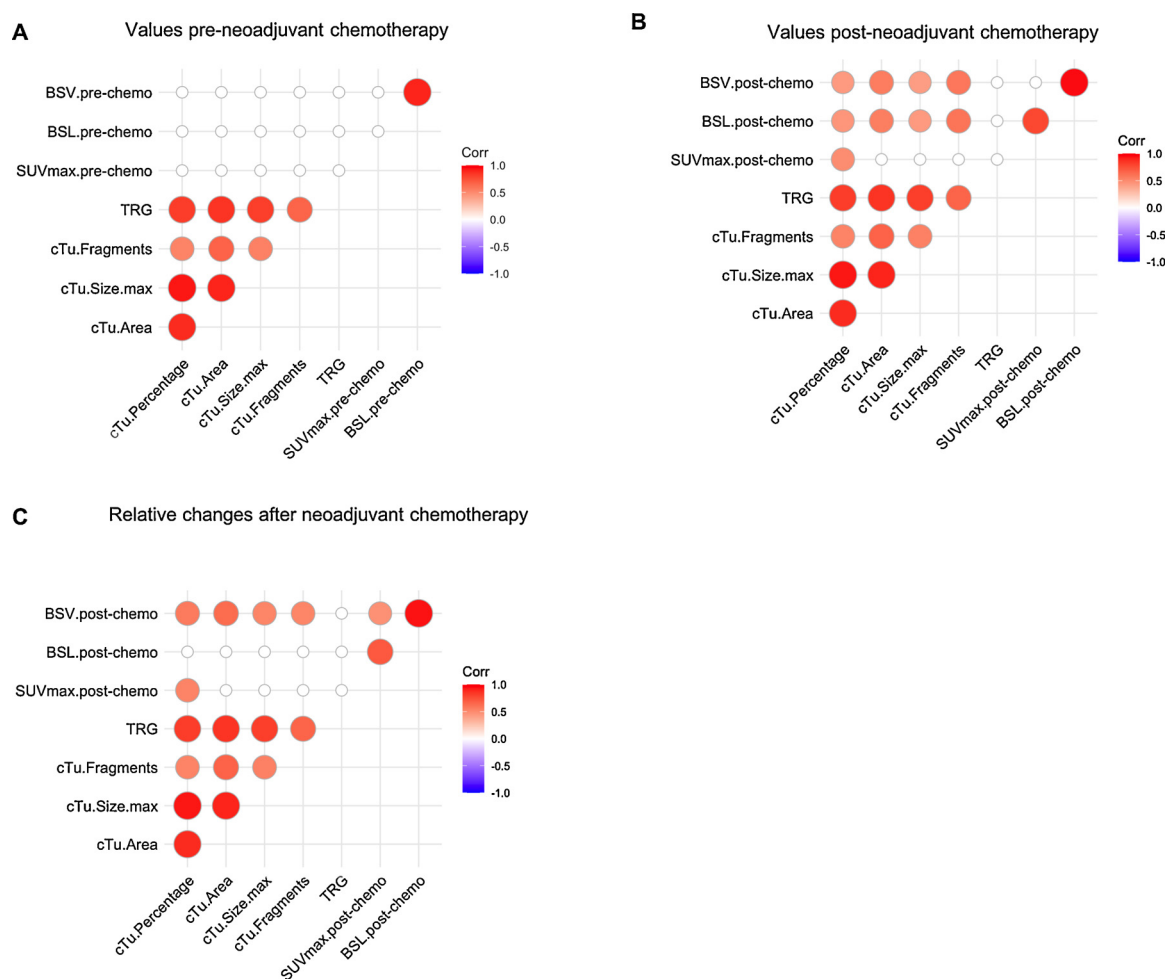 A
Values pre-neoadjuvant chemotherapy
BSV.pre-chemo
BSL.pre-chemo
SUVmax.pre-chemo
TRG
cTu.Fragments
cTu.Size.max
cTu.Area
cTu.Percentage
cTu.Area
cTu.Size.max
cTu.Fragments
TRG
SUVmax.pre-chemo
BSL.pre-chemo
Corr
1.0
0.5
0.0
-0.5
-1.0
B
Values post-neoadjuvant chemotherapy
BSV.post-chemo
BSL.post-chemo
SUVmax.post-chemo
TRG
cTu.Fragments
cTu.Size.max
cTu.Area
cTu.Percentage
cTu.Area
cTu.Size.max
cTu.Fragments
TRG
SUVmax.post-chemo
BSL.post-chemo
Corr
1.0
0.5
0.0
-0.5
-1.0
C
Relative changes after neoadjuvant chemotherapy
BSV.post-chemo
BSL.post-chemo
SUVmax.post-chemo
TRG
cTu.Fragments
cTu.Size.max
cTu.Area
cTu.Percentage
cTu.Area
cTu.Size.max
cTu.Fragments
TRG
SUVmax.post-chemo
BSL.post-chemo
Corr
1.0
0.5
0.0
-0.5
-1.0